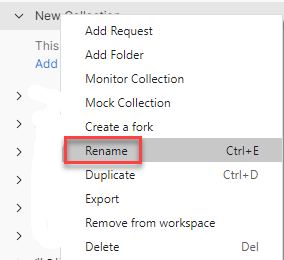 New Collection
Add Request
This
Add Folder
Add
Monitor Collection
Mock Collection
Create a fork
Rename Ctrl+E
Duplicate Ctrl+D
Export
Remove from workspace
Delete Del